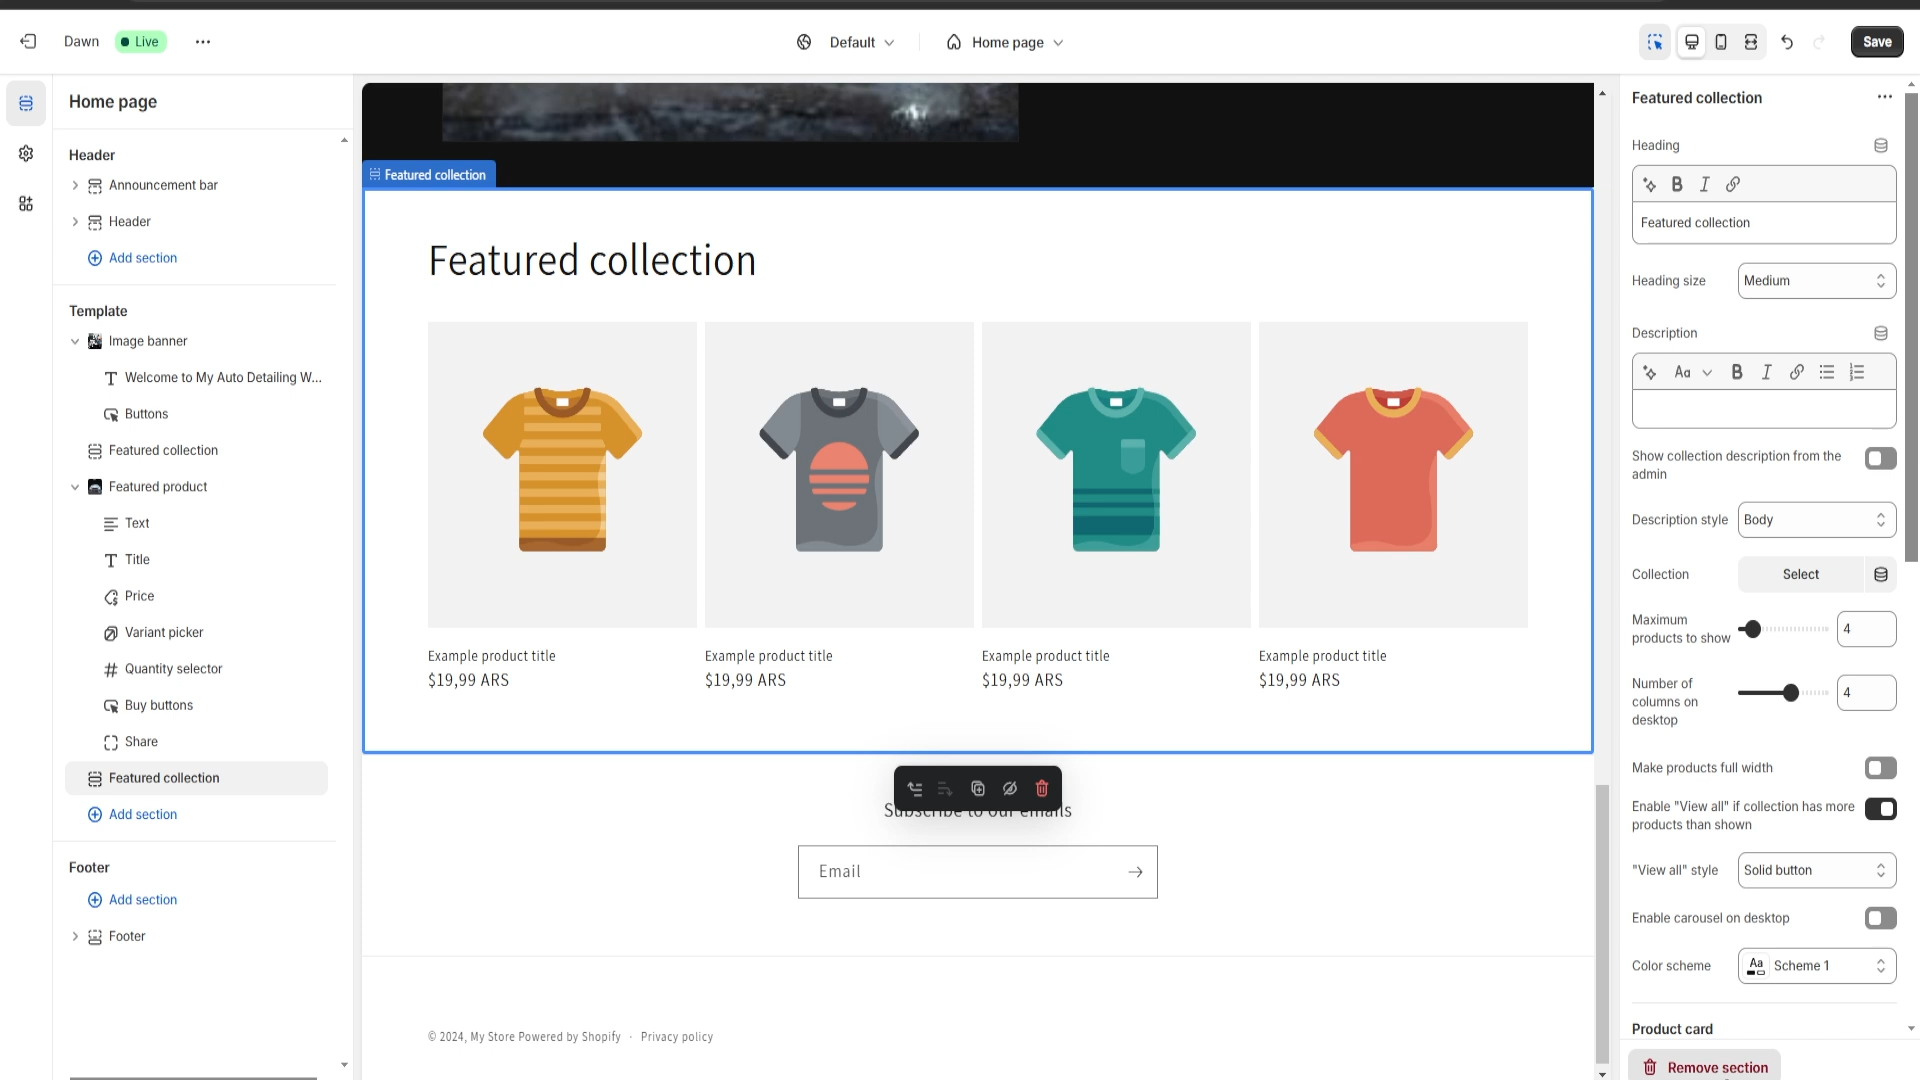 Dawn
Live
Default
Home page
Save
Home page
Header
Announcement bar
Header
Add section
Template
Image banner
Welcome to My Auto Detailing W...
Buttons
Featured collection
Featured product
Text
Title
Price
Variant picker
Quantity selector
Buy buttons
Share
Featured collection
Add section
Footer
Add section
Footer
Featured collection
Featured collection
Example product title
$19,99 ARS
Example product title
$19,99 ARS
Example product title
$19,99 ARS
Example product title
$19,99 ARS
Subscribe to our emails
Email
© 2024, My Store Powered by Shopify · Privacy policy
Featured collection
Heading
B I
Featured collection
Heading size
Medium
Description
Aa B I
Show collection description from the
admin
Description style
Body
Collection
Select
Maximum
products to show
4
Number of
columns on
desktop
4
Make products full width
Enable "View all" if collection has more
products than shown
"View all" style
Solid button
Enable carousel on desktop
Color scheme
Aa
Scheme 1
Product card
Remove section